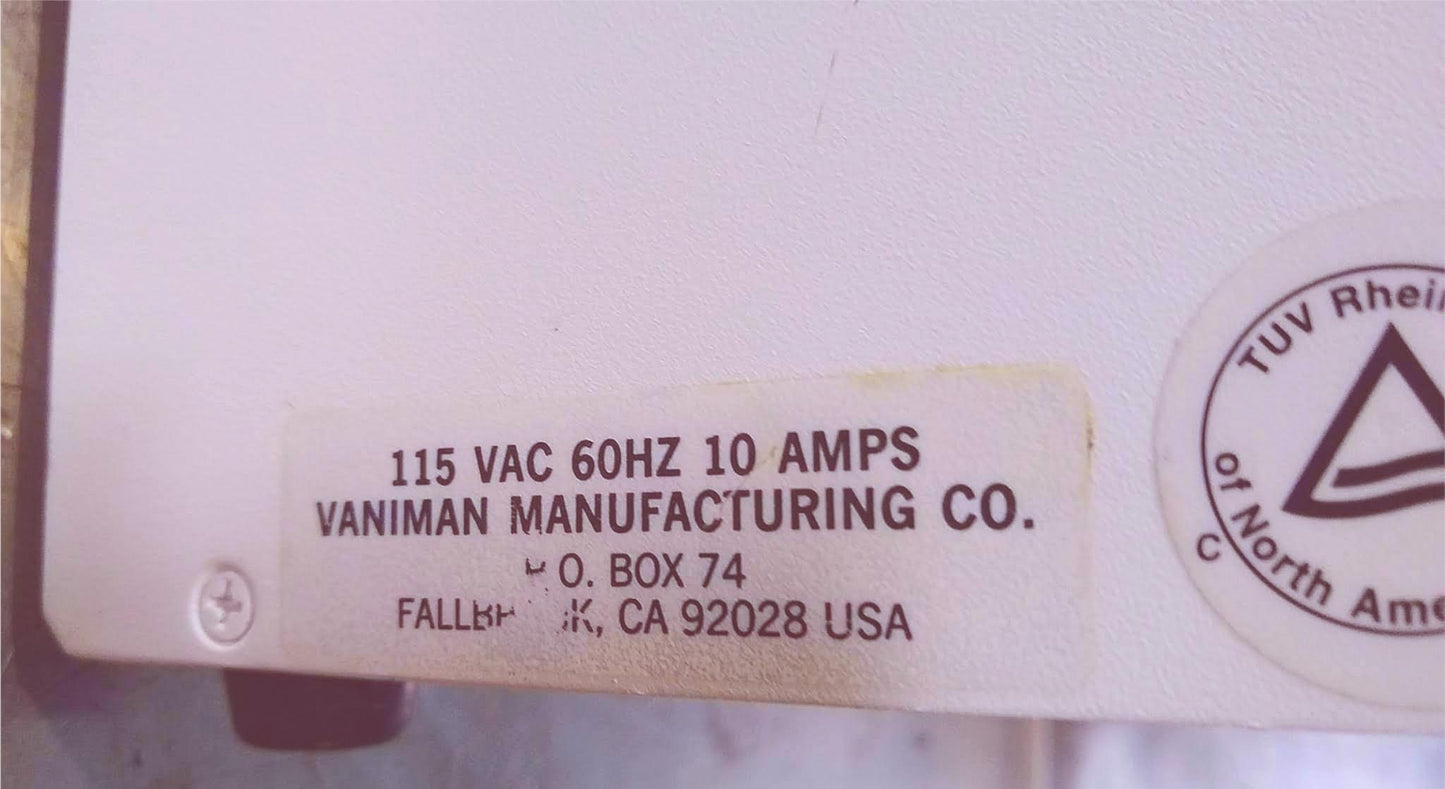 115 VAC 60HZ 10 AMPS
VANIMAN MANUFACTURING CO.
O. BOX 74
CA 92028 USA
TUV
of North
C